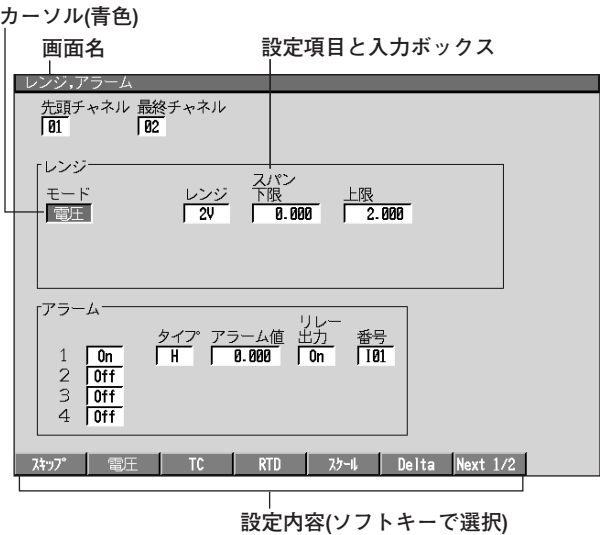 カーソル(青色)
画面名 設定項目と入力ボックス
レンジ,アラーム
先頭チャネル 最終チャネル
01 02
レンジ
スパン
モード レンジ 下限 上限
電圧 2V 0.000 2.000
アラーム
リレー
タイプ アラーム値 出力 番号
1 On H 0.000 On I01
2 Off
3 Off
4 Off
ｽｷｯﾌﾟ 電圧 TC RTD ｽｹｰﾙ Delta Next 1/2
設定内容(ソフトキーで選択)